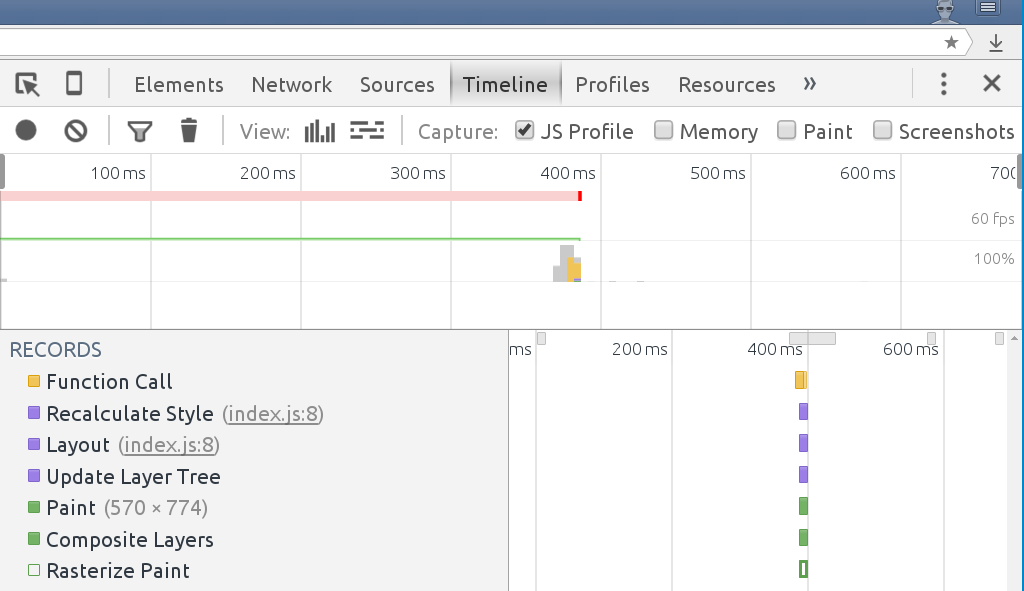 Elements Network Sources Timeline Profiles Resources »
View: Capture: JS Profile Memory Paint Screenshots
100 ms 200 ms 300 ms 400 ms 500 ms 600 ms 700
60 fps
100%
RECORDS
ms 200 ms 400 ms 600 ms
Function Call
Recalculate Style (index.js:8)
Layout (index.js:8)
Update Layer Tree
Paint (570 × 774)
Composite Layers
Rasterize Paint